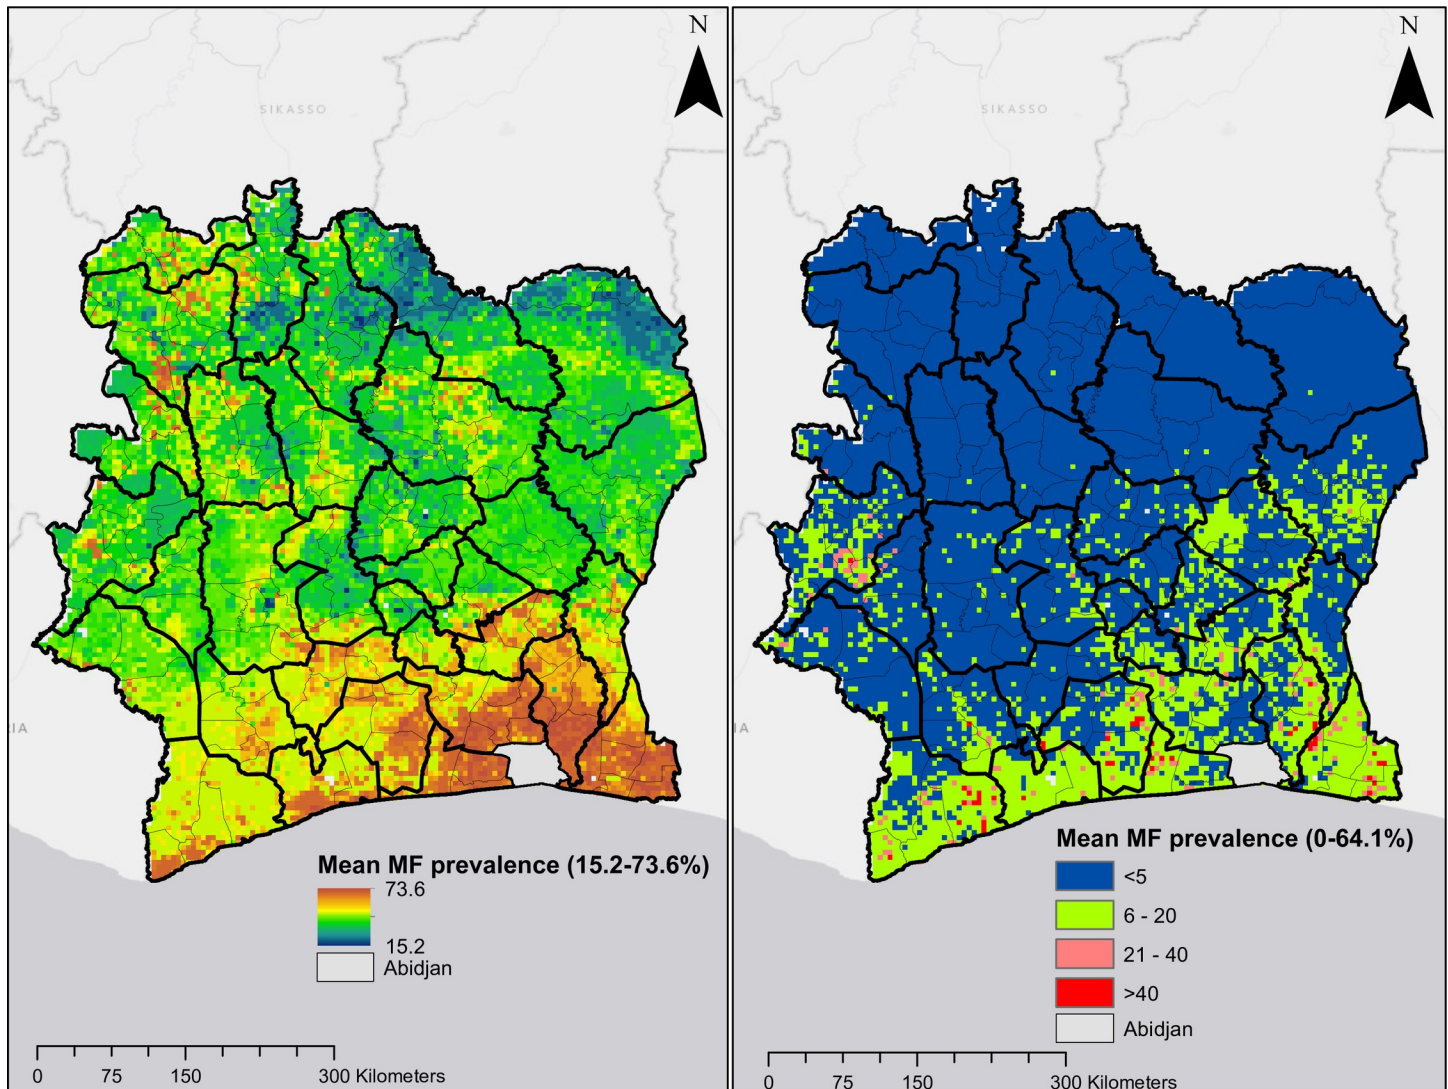 N
SIKASSO
IA
Mean MF prevalence (15.2-73.6%)
73.6
15.2
Abidjan
0 75 150 300 Kilometers
N
SIKASSO
IA
Mean MF prevalence (0-64.1%)
<5
6 - 20
21 - 40
>40
Abidjan
0 75 150 300 Kilometers